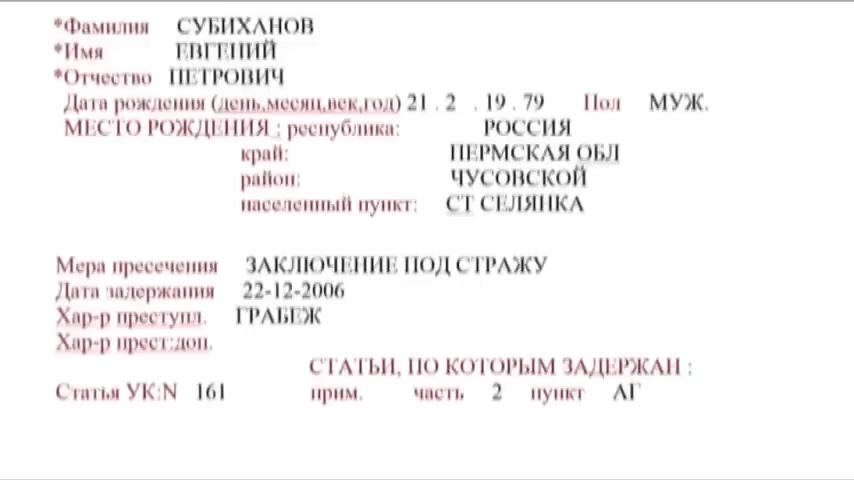 *Фамилия СУБИХАНОВ
*Имя ЕВГЕНИЙ
*Отчество ПЕТРОВИЧ
Дата рождения (день,месяц,век,год) 21 . 2 . 19 . 79 Пол МУЖ.
МЕСТО РОЖДЕНИЯ : республика: РОССИЯ
край: ПЕРМСКАЯ ОБЛ
район: ЧУСОВСКОЙ
населенный пункт: СТ СЕЛЯНКА
Мера пресечения ЗАКЛЮЧЕНИЕ ПОД СТРАЖУ
Дата задержания 22-12-2006
Хар-р преступл. ГРАБЕЖ
Хар-р прест:доп.
СТАТЬИ, ПО КОТОРЫМ ЗАДЕРЖАН :
Статья УК:N 161 прим. часть 2 пункт АГ